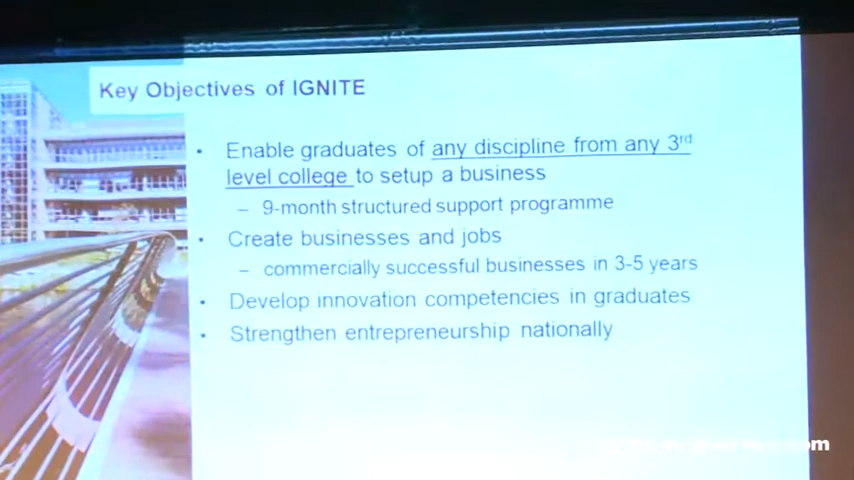 Key Objectives of IGNITE
• Enable graduates of any discipline from any 3rd
level college to setup a business
– 9-month structured support programme
• Create businesses and jobs
– commercially successful businesses in 3-5 years
• Develop innovation competencies in graduates
• Strengthen entrepreneurship nationally